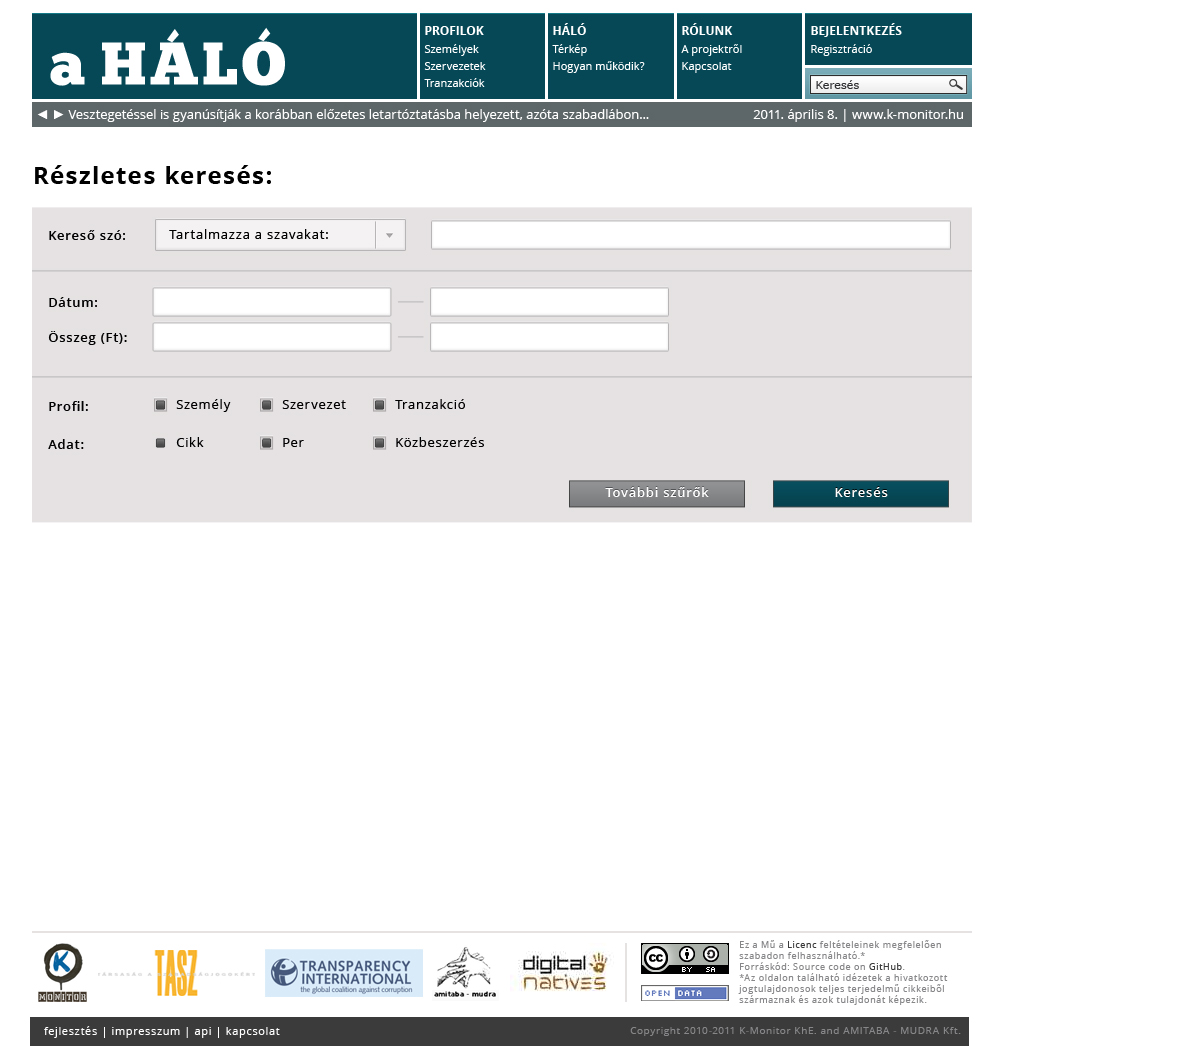 a HÁLÓ
PROFILOK
Személyek
Szervezetek
Tranzakciók
HÁLÓ
Térkép
Hogyan működik?
RÓLUNK
A projektről
Kapcsolat
BEJELENTKEZÉS
Regisztráció
Keresés
Vesztegetéssel is gyanúsítják a korábban előzetes letartóztatásba helyezett, azóta szabadlábon...
2011. április 8. | www.k-monitor.hu
Részletes keresés:
Kereső szó:
Tartalmazza a szavakat:
Dátum:
Összeg (Ft):
Profil:
Személy
Szervezet
Tranzakció
Adat:
Cikk
Per
Közbeszerzés
További szűrők
Keresés
K
MONITOR
TASZ
TRANSPARENCY
INTERNATIONAL
the global coalition against corruption
amitaba - mudra
digital
natives
cc
BY SA
OPEN DATA
Ez a Mű a Licenc feltételeinek megfelelően
szabadon felhasználható.*
Forráskód: Source code on GitHub.
*Az oldalon található idézetek a hivatkozott
jogtulajdonosok teljes terjedelmű cikkeiből
származnak és azok tulajdonát képezik.
fejlesztés | impresszum | api | kapcsolat
Copyright 2010-2011 K-Monitor KhE. and AMITABA - MUDRA Kft.